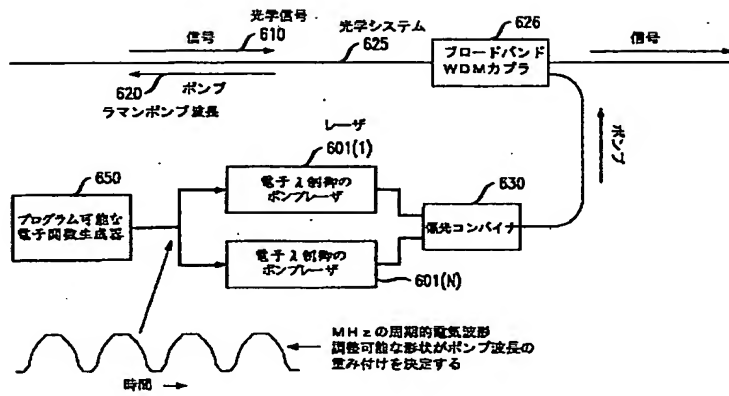 光学信号
信号
610
620
ポンプ
ラマンポンプ波長
光学システム
625
626
ブロードバンド
WDMカプラ
信号
ポンプ
レーザ
601(1)
電子λ制御の
ポンプレーザ
650
プログラム可能な
電子関数生成器
630
偏光コンバイナ
電子λ制御の
ポンプレーザ
601(N)
MHzの周期的電気波形
調整可能な形状がポンプ波長の
重み付けを決定する
時間